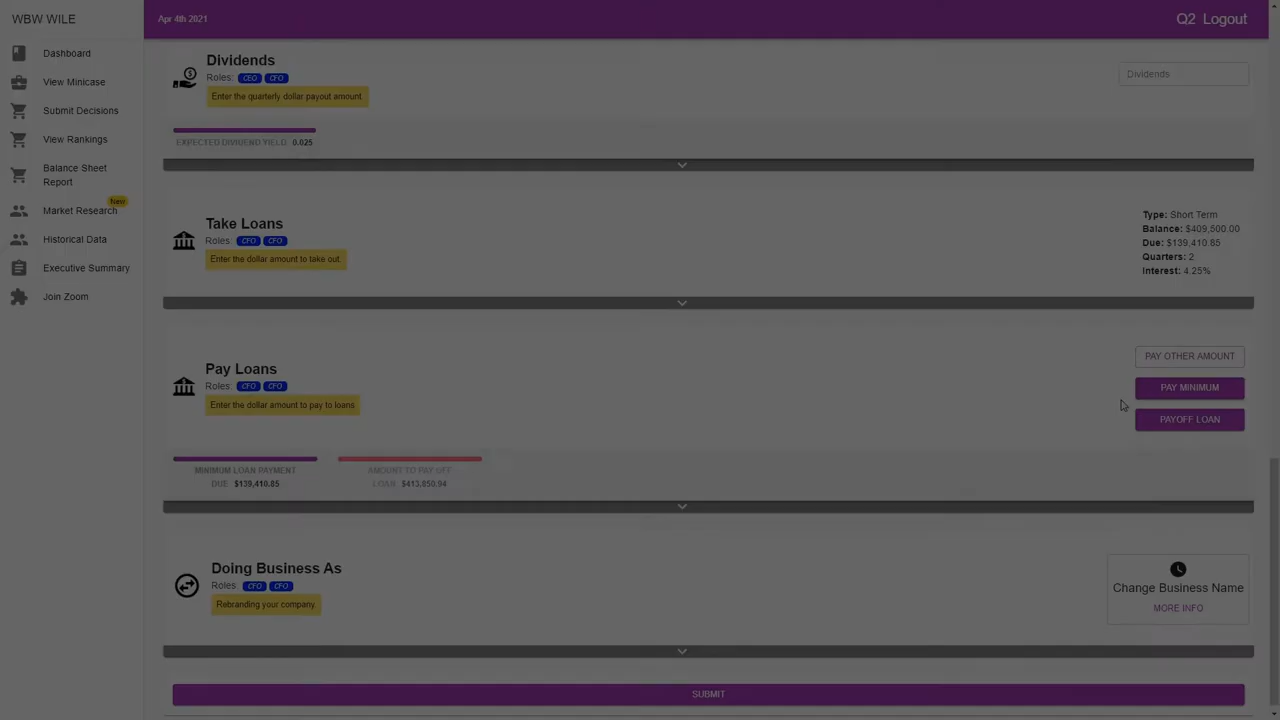 WBW WILE
Apr 4th 2021
Q2 Logout
Dashboard
View Minicase
Submit Decisions
View Rankings
Balance Sheet
Report
New
Market Research
Historical Data
Executive Summary
Join Zoom
Dividends
Roles: CEO CFO
Enter the quarterly dollar payout amount.
Dividends
EXPECTED DIVIDEND YIELD 0.025
Take Loans
Roles: CFO CFO
Enter the dollar amount to take out.
Type: Short Term
Balance: $409,500.00
Due: $139,410.85
Quarters: 2
Interest: 4.25%
Pay Loans
Roles: CFO CFO
Enter the dollar amount to pay to loans
PAY OTHER AMOUNT
PAY MINIMUM
PAYOFF LOAN
MINIMUM LOAN PAYMENT
DUE $139,410.85
AMOUNT TO PAY OFF
LOAN $413,850.94
Doing Business As
Roles: CFO CFO
Rebranding your company.
Change Business Name
MORE INFO
SUBMIT